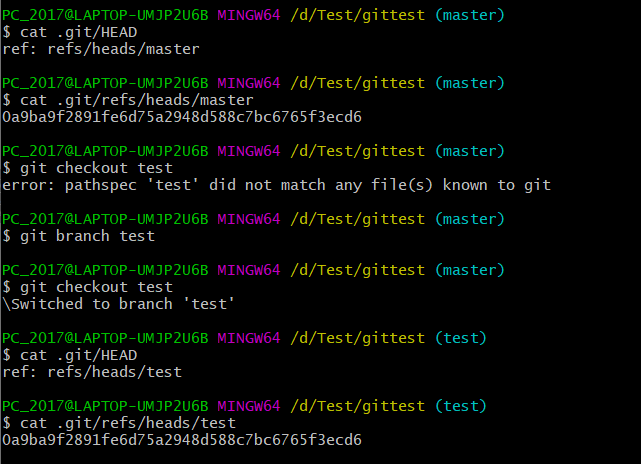 PC_2017@LAPTOP-UMJP2U6B MINGW64 /d/Test/gittest (master)
$ cat .git/HEAD
ref: refs/heads/master
PC_2017@LAPTOP-UMJP2U6B MINGW64 /d/Test/gittest (master)
$ cat .git/refs/heads/master
0a9ba9f2891fe6d75a2948d588c7bc6765f3ecd6
PC_2017@LAPTOP-UMJP2U6B MINGW64 /d/Test/gittest (master)
$ git checkout test
error: pathspec 'test' did not match any file(s) known to git
PC_2017@LAPTOP-UMJP2U6B MINGW64 /d/Test/gittest (master)
$ git branch test
PC_2017@LAPTOP-UMJP2U6B MINGW64 /d/Test/gittest (master)
$ git checkout test
\Switched to branch 'test'
PC_2017@LAPTOP-UMJP2U6B MINGW64 /d/Test/gittest (test)
$ cat .git/HEAD
ref: refs/heads/test
PC_2017@LAPTOP-UMJP2U6B MINGW64 /d/Test/gittest (test)
$ cat .git/refs/heads/test
0a9ba9f2891fe6d75a2948d588c7bc6765f3ecd6